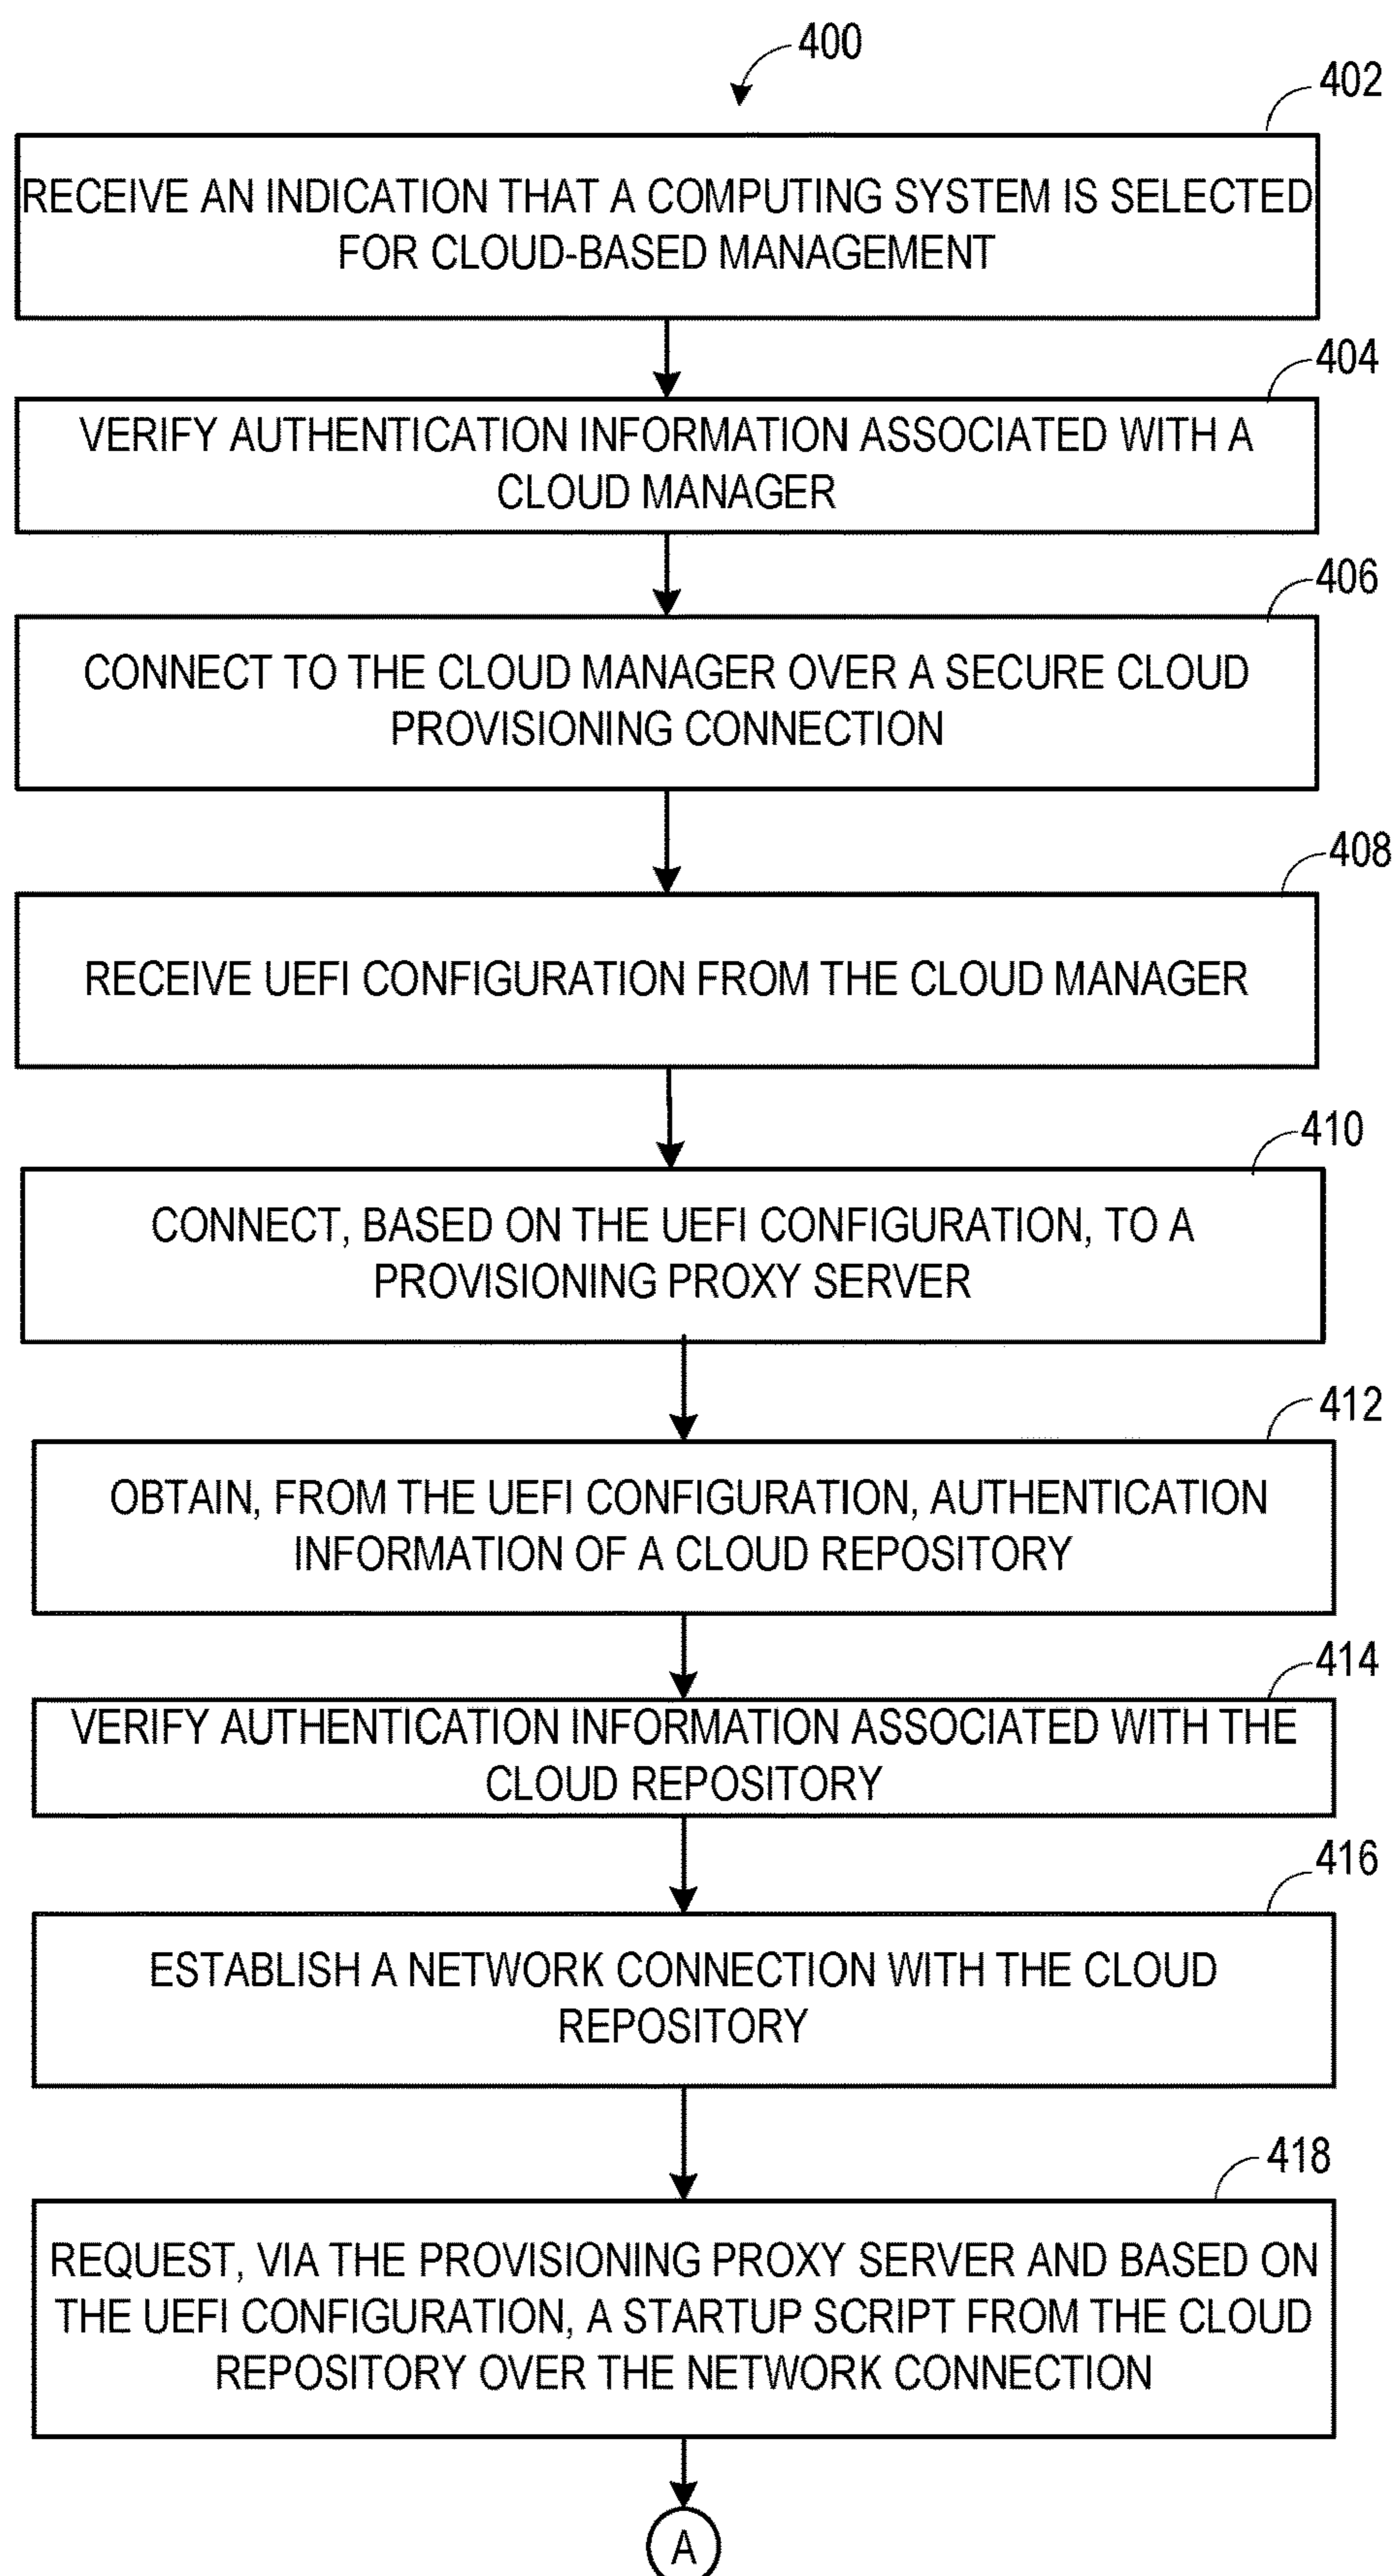 400
402
RECEIVE AN INDICATION THAT A COMPUTING SYSTEM IS SELECTED
FOR CLOUD-BASED MANAGEMENT
404
VERIFY AUTHENTICATION INFORMATION ASSOCIATED WITH A
CLOUD MANAGER
406
CONNECT TO THE CLOUD MANAGER OVER A SECURE CLOUD
PROVISIONING CONNECTION
408
RECEIVE UEFI CONFIGURATION FROM THE CLOUD MANAGER
410
CONNECT, BASED ON THE UEFI CONFIGURATION, TO A
PROVISIONING PROXY SERVER
412
OBTAIN, FROM THE UEFI CONFIGURATION, AUTHENTICATION
INFORMATION OF A CLOUD REPOSITORY
414
VERIFY AUTHENTICATION INFORMATION ASSOCIATED WITH THE
CLOUD REPOSITORY
416
ESTABLISH A NETWORK CONNECTION WITH THE CLOUD
REPOSITORY
418
REQUEST, VIA THE PROVISIONING PROXY SERVER AND BASED ON
THE UEFI CONFIGURATION, A STARTUP SCRIPT FROM THE CLOUD
REPOSITORY OVER THE NETWORK CONNECTION
A